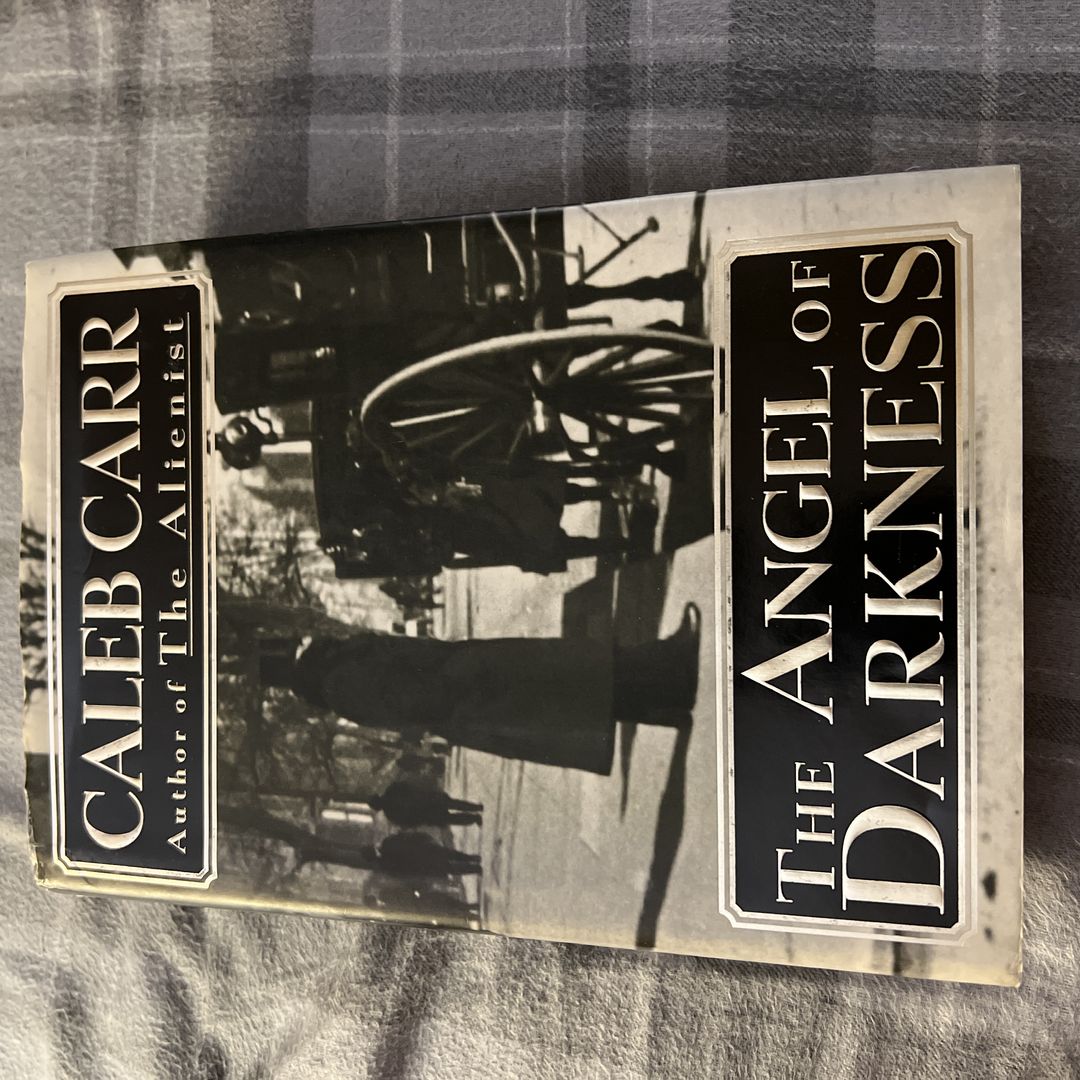 CALEB CARR
Author of The Alienist
THE ANGEL OF
DARKNESS